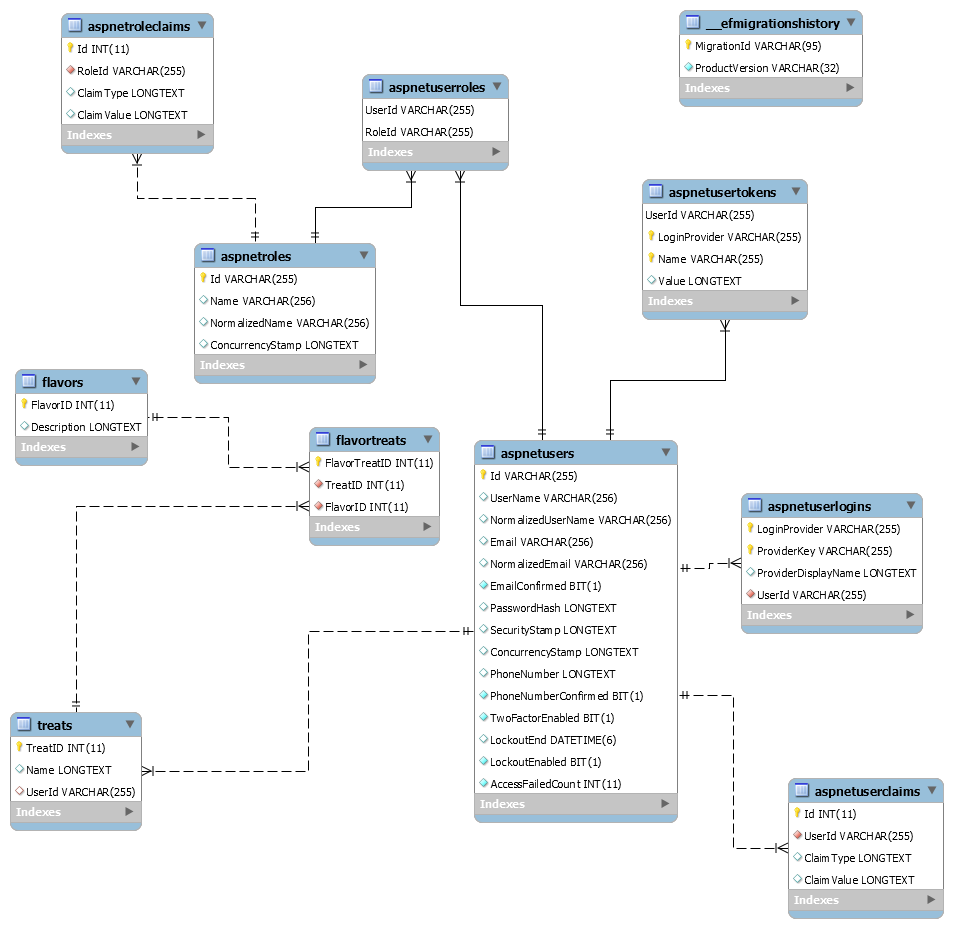 aspnetroleclaims
Id INT(11)
RoleId VARCHAR(255)
ClaimType LONGTEXT
ClaimValue LONGTEXT
Indexes
__efmigrationshistory
MigrationId VARCHAR(95)
ProductVersion VARCHAR(32)
Indexes
aspnetuserroles
UserId VARCHAR(255)
RoleId VARCHAR(255)
Indexes
aspnetusertokens
UserId VARCHAR(255)
LoginProvider VARCHAR(255)
Name VARCHAR(255)
Value LONGTEXT
Indexes
aspnetroles
Id VARCHAR(255)
Name VARCHAR(256)
NormalizedName VARCHAR(256)
ConcurrencyStamp LONGTEXT
Indexes
flavors
FlavorID INT(11)
Description LONGTEXT
Indexes
flavortreats
FlavorTreatID INT(11)
TreatID INT(11)
FlavorID INT(11)
Indexes
aspnetusers
Id VARCHAR(255)
UserName VARCHAR(256)
NormalizedUserName VARCHAR(256)
Email VARCHAR(256)
NormalizedEmail VARCHAR(256)
EmailConfirmed BIT(1)
PasswordHash LONGTEXT
SecurityStamp LONGTEXT
ConcurrencyStamp LONGTEXT
PhoneNumber LONGTEXT
PhoneNumberConfirmed BIT(1)
TwoFactorEnabled BIT(1)
LockoutEnd DATETIME(6)
LockoutEnabled BIT(1)
AccessFailedCount INT(11)
Indexes
aspnetuserlogins
LoginProvider VARCHAR(255)
ProviderKey VARCHAR(255)
ProviderDisplayName LONGTEXT
UserId VARCHAR(255)
Indexes
treats
TreatID INT(11)
Name LONGTEXT
UserId VARCHAR(255)
Indexes
aspnetuserclaims
Id INT(11)
UserId VARCHAR(255)
ClaimType LONGTEXT
ClaimValue LONGTEXT
Indexes